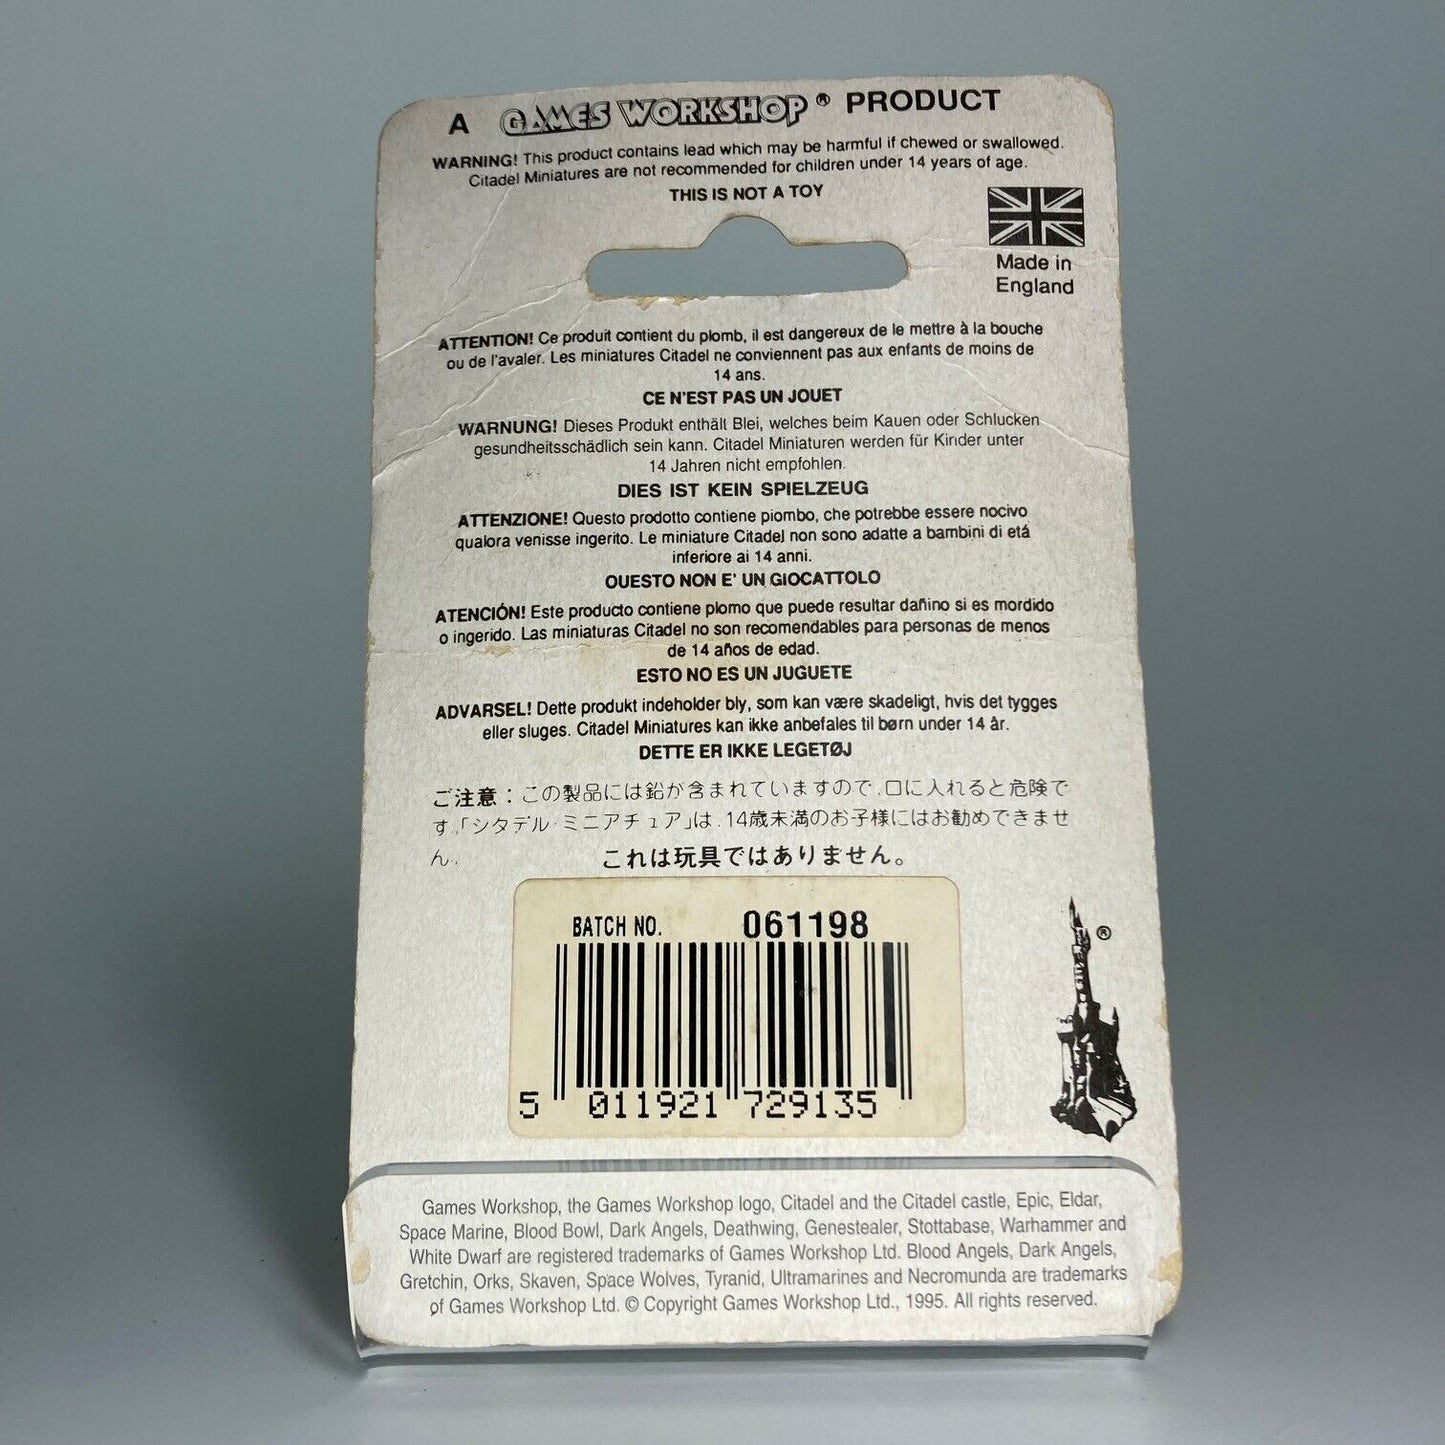 A GAMES WORKSHOP ® PRODUCT
WARNING! This product contains lead which may be harmful if chewed or swallowed.
Citadel Miniatures are not recommended for children under 14 years of age.
THIS IS NOT A TOY
Made in
England
ATTENTION! Ce produit contient du plomb, il est dangereux de le mettre à la bouche
ou de l'avaler. Les miniatures Citadel ne conviennent pas aux enfants de moins de
14 ans.
CE N'EST PAS UN JOUET
WARNUNG! Dieses Produkt enthält Blei, welches beim Kauen oder Schlucken
gesundheitsschädlich sein kann. Citadel Miniaturen werden für Kinder unter
14 Jahren nicht empfohlen.
DIES IST KEIN SPIELZEUG
ATTENZIONE! Questo prodotto contiene piombo, che potrebbe essere nocivo
qualora venisse ingerito. Le miniature Citadel non sono adatte a bambini di etá
inferiore ai 14 anni.
QUESTO NON E' UN GIOCATTOLO
ATENCIÓN! Este producto contiene plomo que puede resultar dañino si es mordido
o ingerido. Las miniaturas Citadel no son recomendables para personas de menos
de 14 años de edad.
ESTO NO ES UN JUGUETE
ADVARSEL! Dette produkt indeholder bly, som kan være skadeligt, hvis det tygges
eller sluges. Citadel Miniatures kan ikke anbefales til børn under 14 år.
DETTE ER IKKE LEGETØJ
ご注意：この製品には鉛が含まれていますので、口に入れると危険で
す。「シタデル・ミニアチュア」は、14歳未満のお子様にはお勧めできませ
ん。
これは玩具ではありません。
BATCH NO. 061198
5 011921 729135
®
Games Workshop, the Games Workshop logo, Citadel and the Citadel castle, Epic, Eldar,
Space Marine, Blood Bowl, Dark Angels, Deathwing, Genestealer, Stottabase, Warhammer and
White Dwarf are registered trademarks of Games Workshop Ltd. Blood Angels, Dark Angels,
Gretchin, Orks, Skaven, Space Wolves, Tyranid, Ultramarines and Necromunda are trademarks
of Games Workshop Ltd. © Copyright Games Workshop Ltd., 1995. All rights reserved.